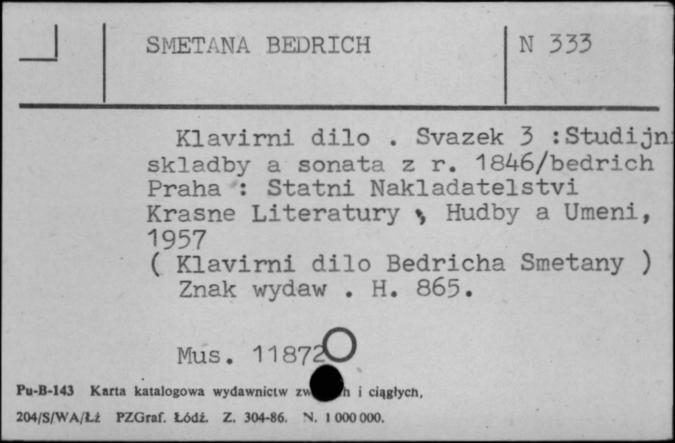 SMETANA BEDRICH
N 333
Klavirni dilo . Svazek 3 :Studijn
skladby a sonata z r. 1846/bedrich
Praha : Statni Nakladatelstvi
Krasne Literatury , Hudby a Umeni,
1957
( Klavirni dilo Bedricha Smetany )
Znak wydaw . H. 865.
Mus. 11872
Pu-B-143 Karta katalogowa wydawnictw i ciągłych,
204/S/WA/Łż PZGraf. Łódź. Z. 304-86. N. 1 000 000.